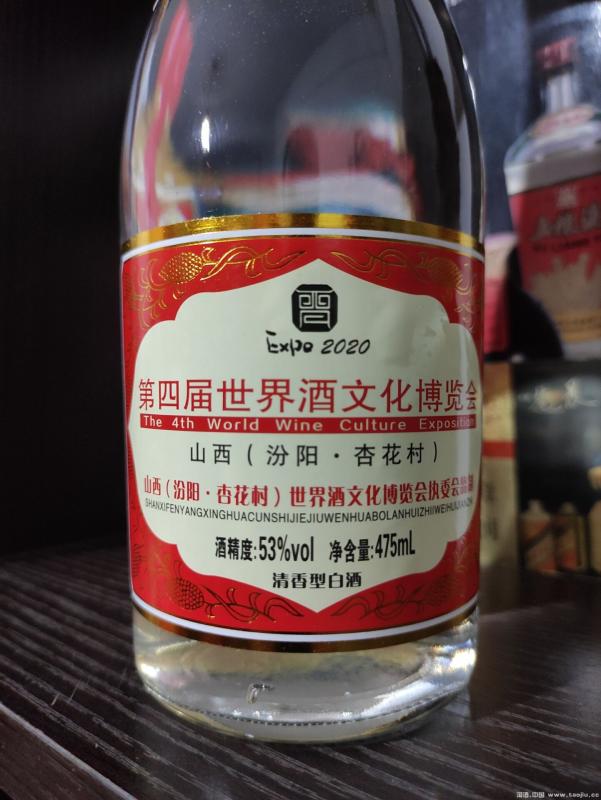 Expo 2020
第四届世界酒文化博览会
The 4th World Wine Culture Exposition
山西（汾阳·杏花村）
山西（汾阳·杏花村）世界酒文化博览会执委会
SHANXIFENYANGXINGHUACUNSHIJIEJIUWENHUABOLANHUIZHIWEIHUIJIANZHI
酒精度:53%vol 净含量:475mL
清香型白酒
www.taojiu.cc